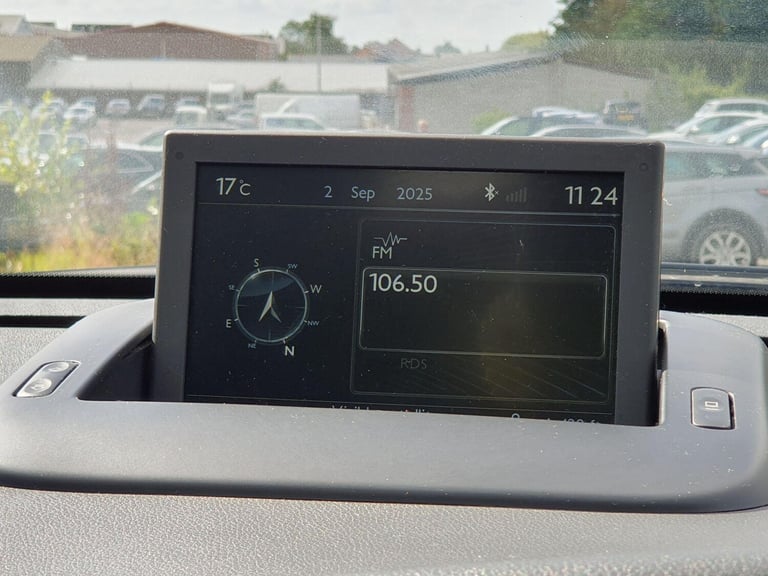 17°C 2 Sep 2025 11 24
FM
106.50
RDS
S
SW
W
NW
N
NE
E
SE